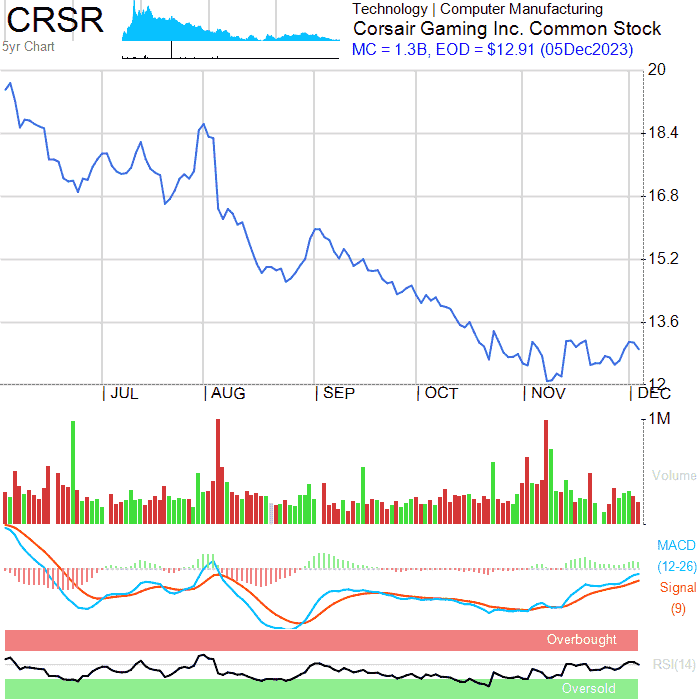 CRSR
5yr Chart
Technology | Computer Manufacturing
Corsair Gaming Inc. Common Stock
MC = 1.3B, EOD = $12.91 (05Dec2023)
20
18.4
16.8
15.2
13.6
12
JUL AUG SEP OCT NOV DEC
1M
Volume
MACD
(12-26)
Signal
(9)
Overbought
RSI(14)
Oversold